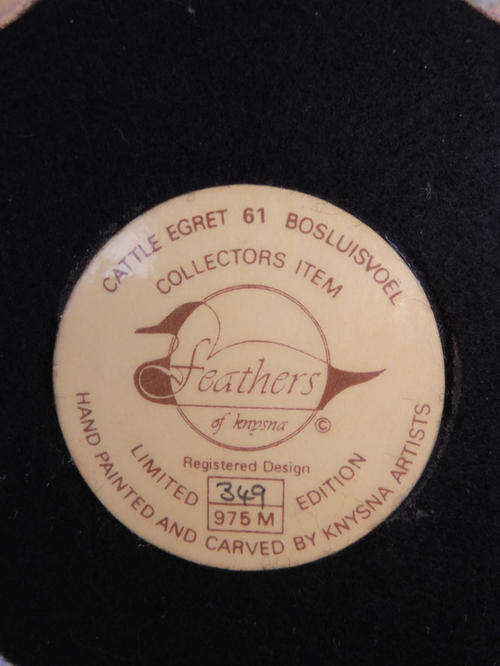 CATTLE EGRET 61 BOSLUISVOEL
COLLECTORS ITEM
feathers
of knysna ©
Registered Design
LIMITED EDITION
349
975 M
HAND PAINTED AND CARVED BY KNYSNA ARTISTS